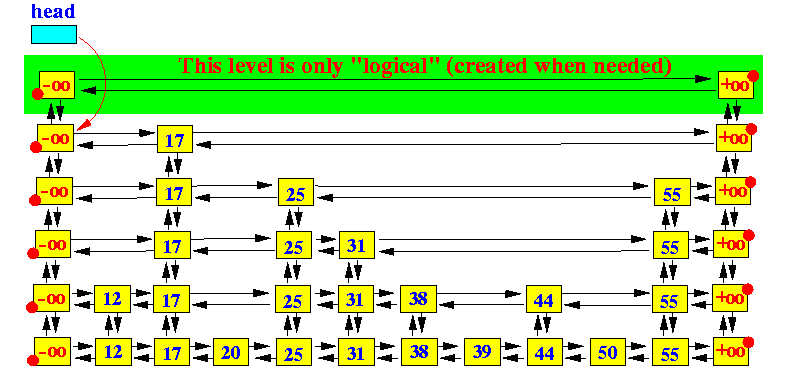 head
This level is only "logical" (created when needed)
-oo +oo
-oo 17 +oo
-oo 17 25 55 +oo
-oo 17 25 31 55 +oo
-oo 12 17 25 31 38 44 55 +oo
-oo 12 17 20 25 31 38 39 44 50 55 +oo